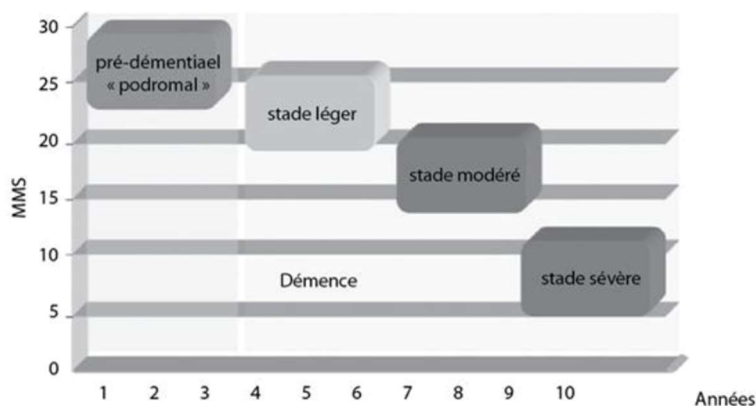 30
pré-démentiael
« podromal »
25
stade léger
20
stade modéré
15
MMS
10
stade sévère
Démence
5
0
1 2 3 4 5 6 7 8 9 10
Années